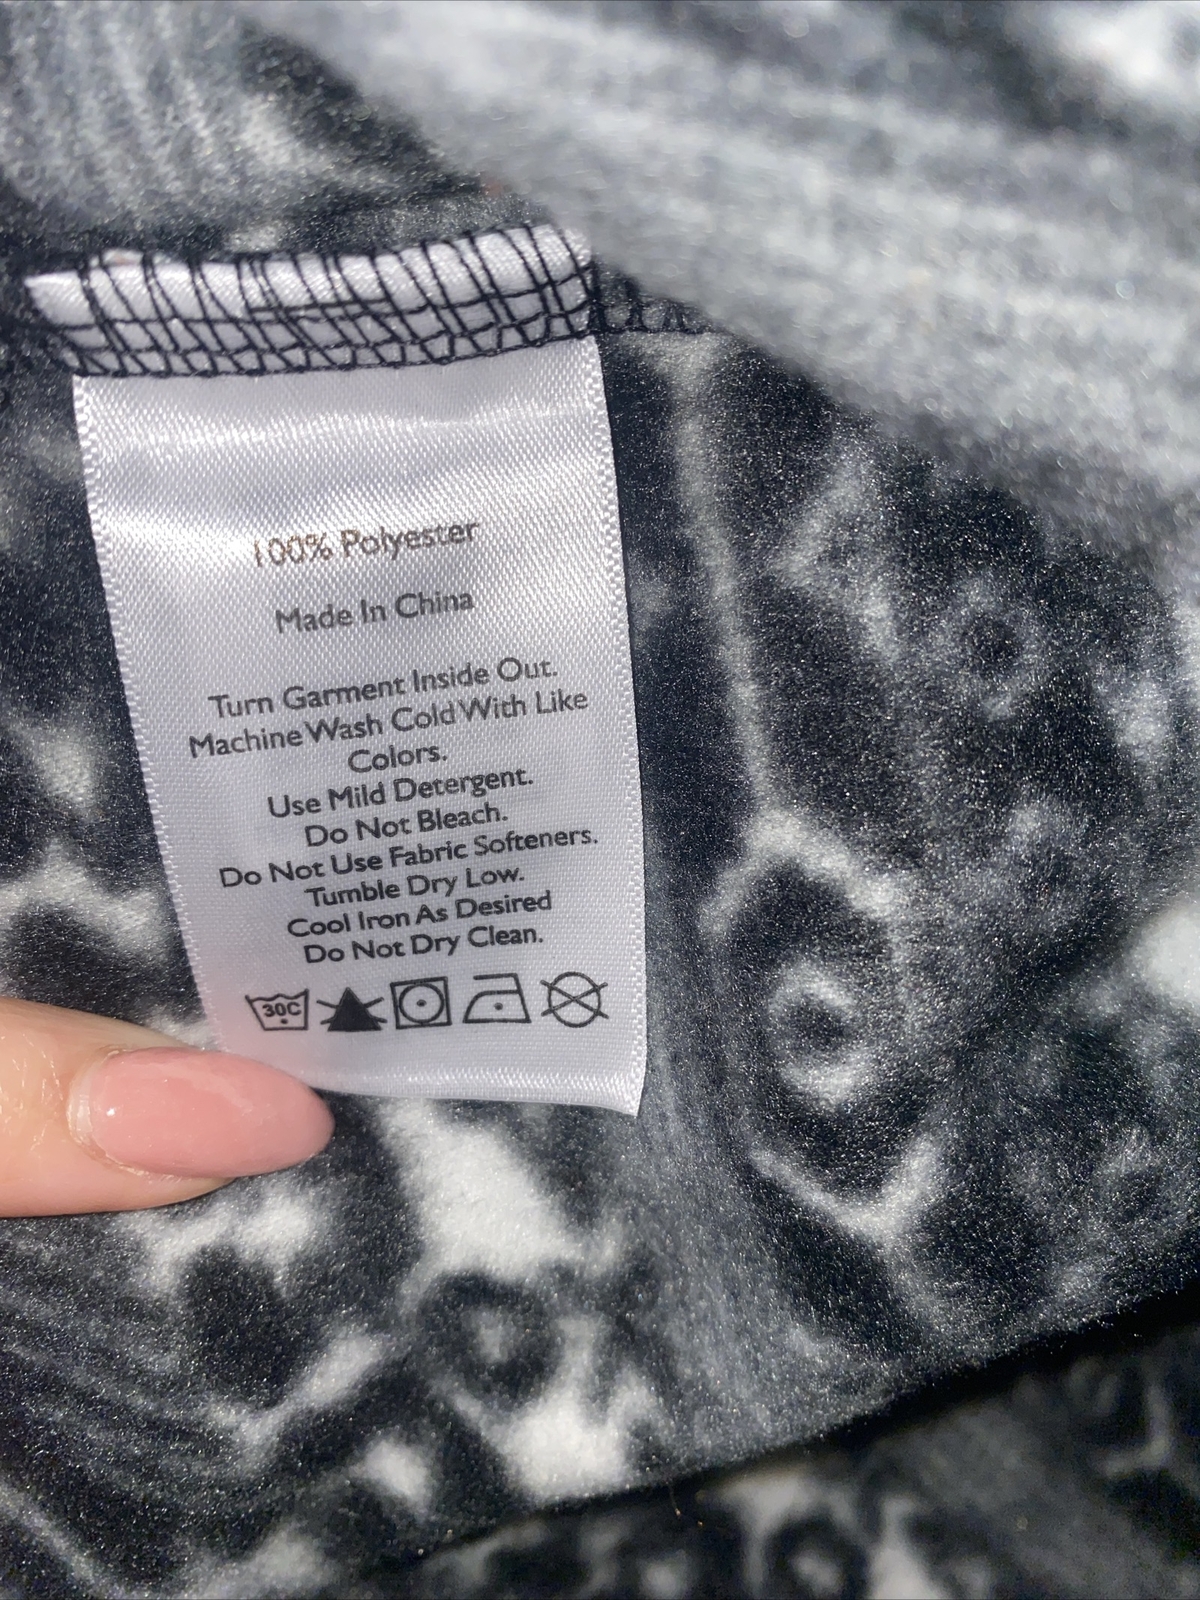 100% Polyester
Made In China
Turn Garment Inside Out.
Machine Wash Cold With Like
Colors.
Use Mild Detergent.
Do Not Bleach.
Do Not Use Fabric Softeners.
Tumble Dry Low.
Cool Iron As Desired
Do Not Dry Clean.
30C